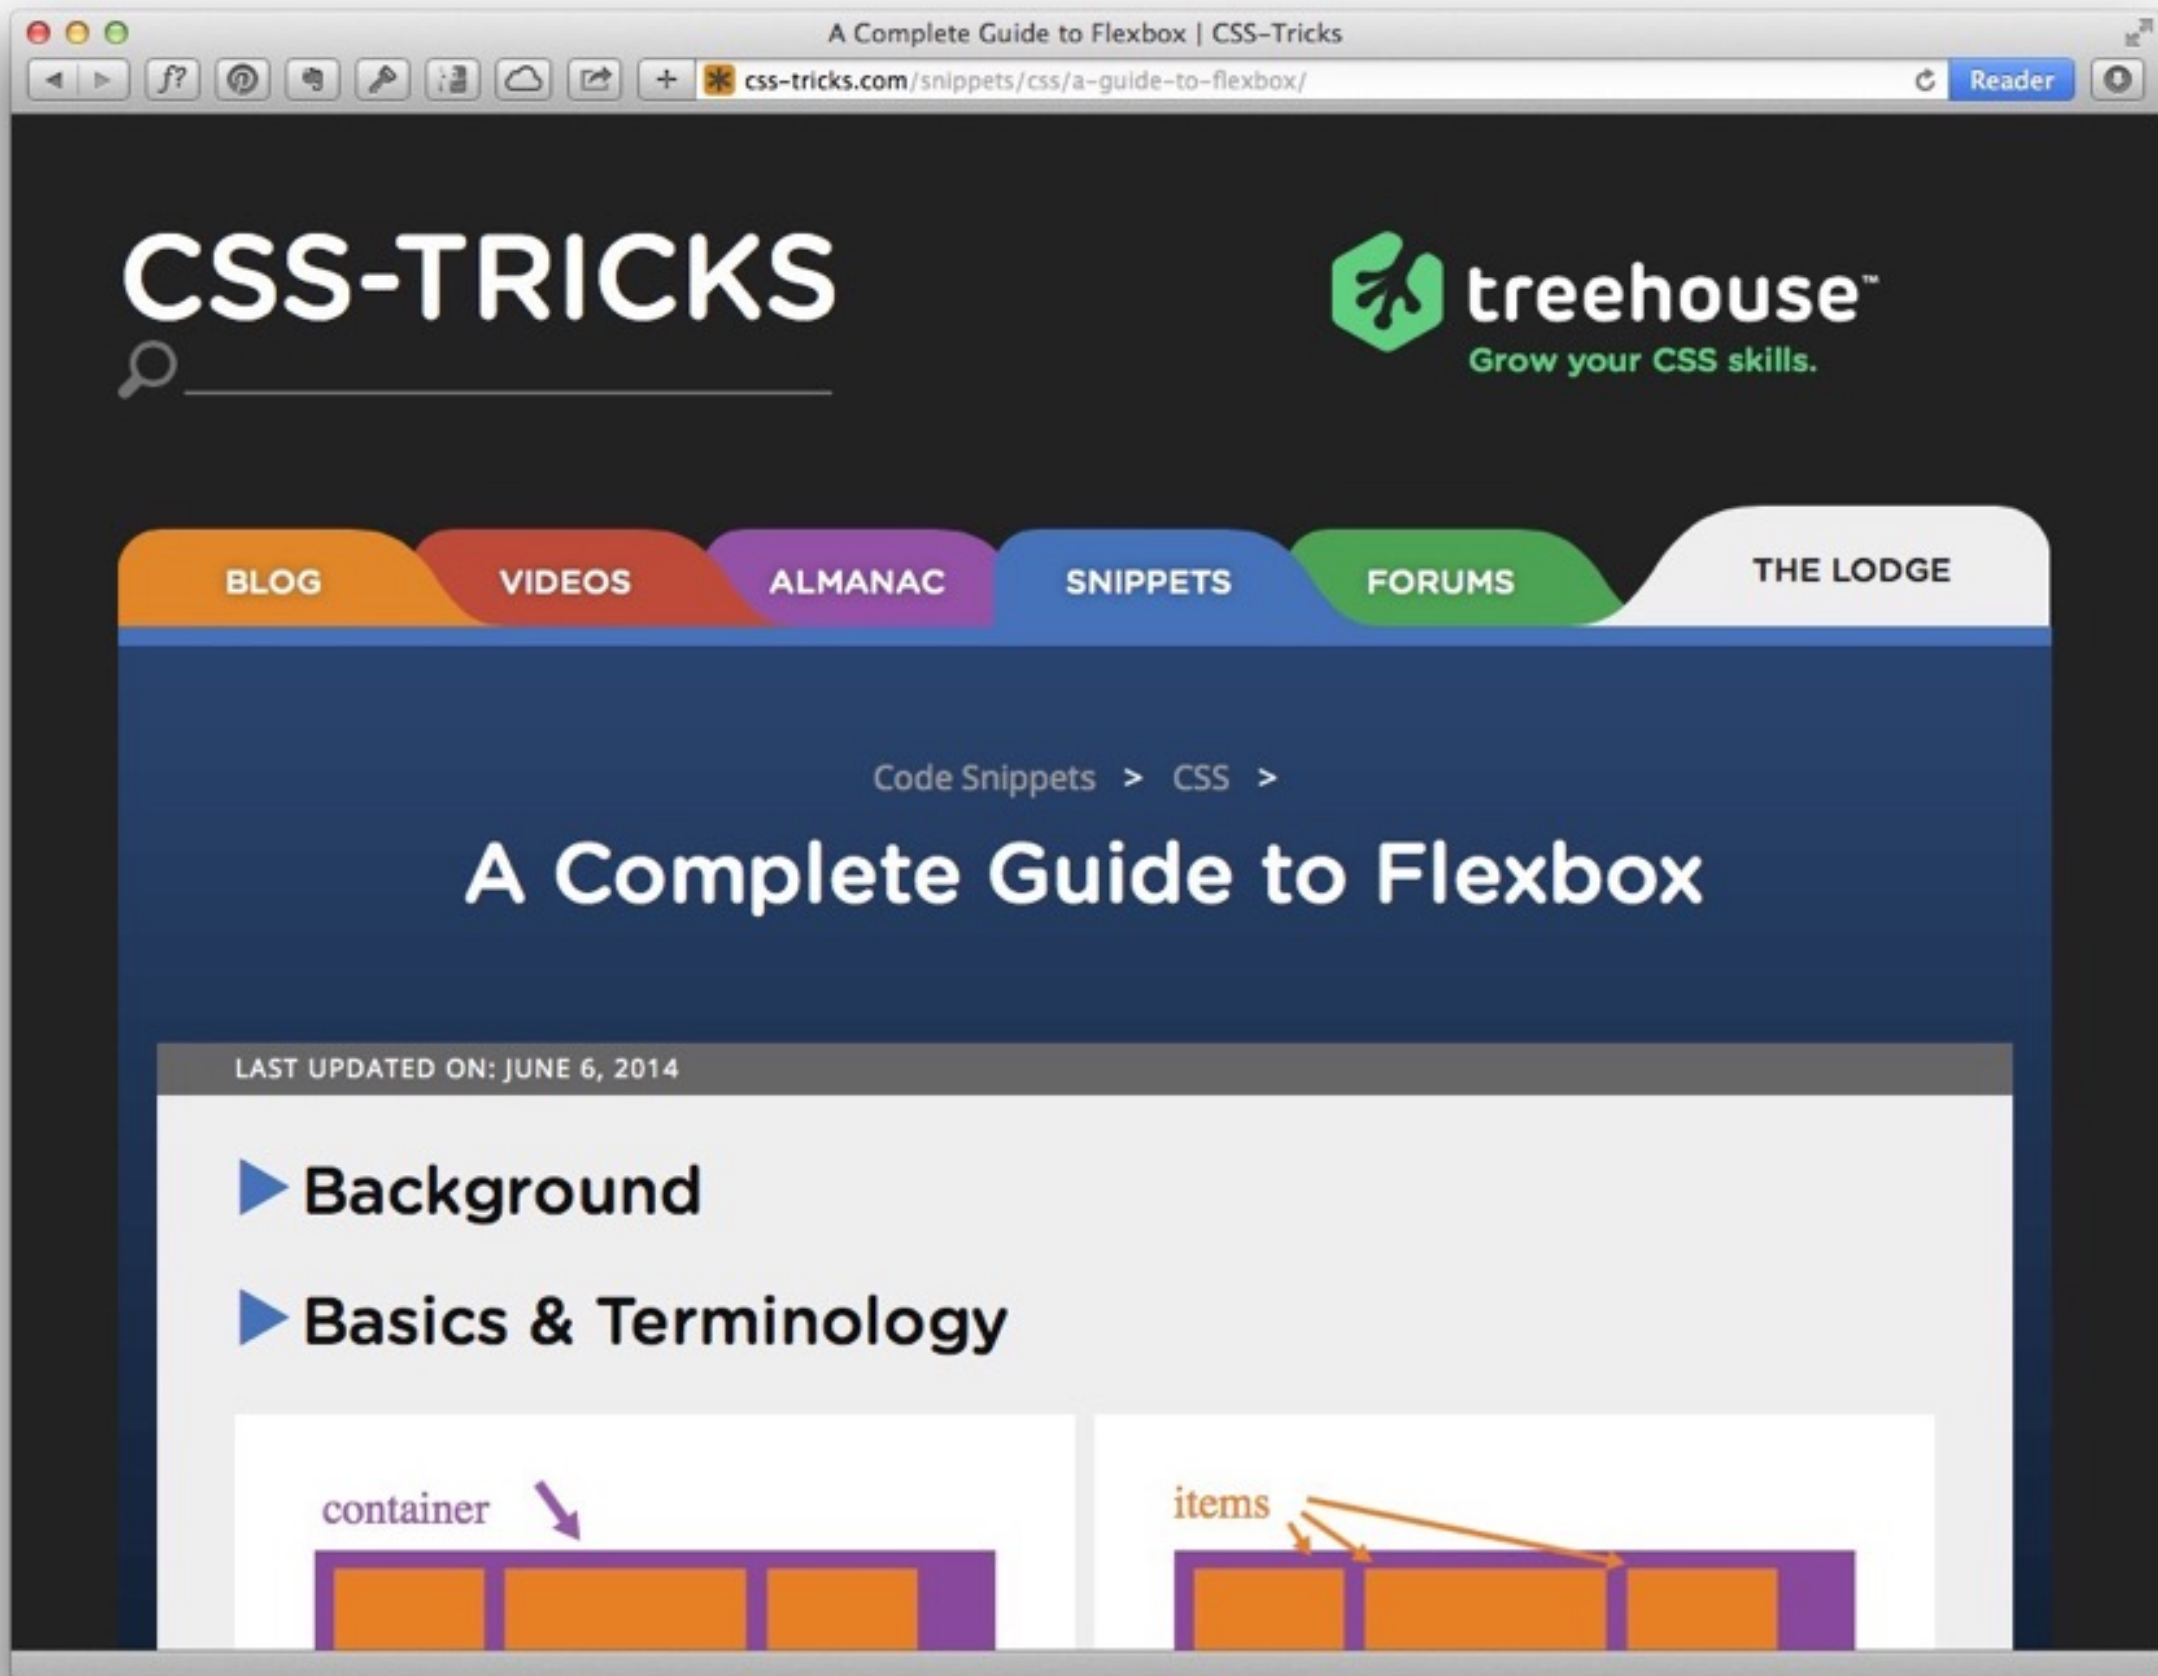 A Complete Guide to Flexbox | CSS-Tricks
f?
css-tricks.com/snippets/css/a-guide-to-flexbox/
Reader
CSS-TRICKS
treehouse™
Grow your CSS skills.
BLOG
VIDEOS
ALMANAC
SNIPPETS
FORUMS
THE LODGE
Code Snippets > CSS >
A Complete Guide to Flexbox
LAST UPDATED ON: JUNE 6, 2014
Background
Basics & Terminology
container
items